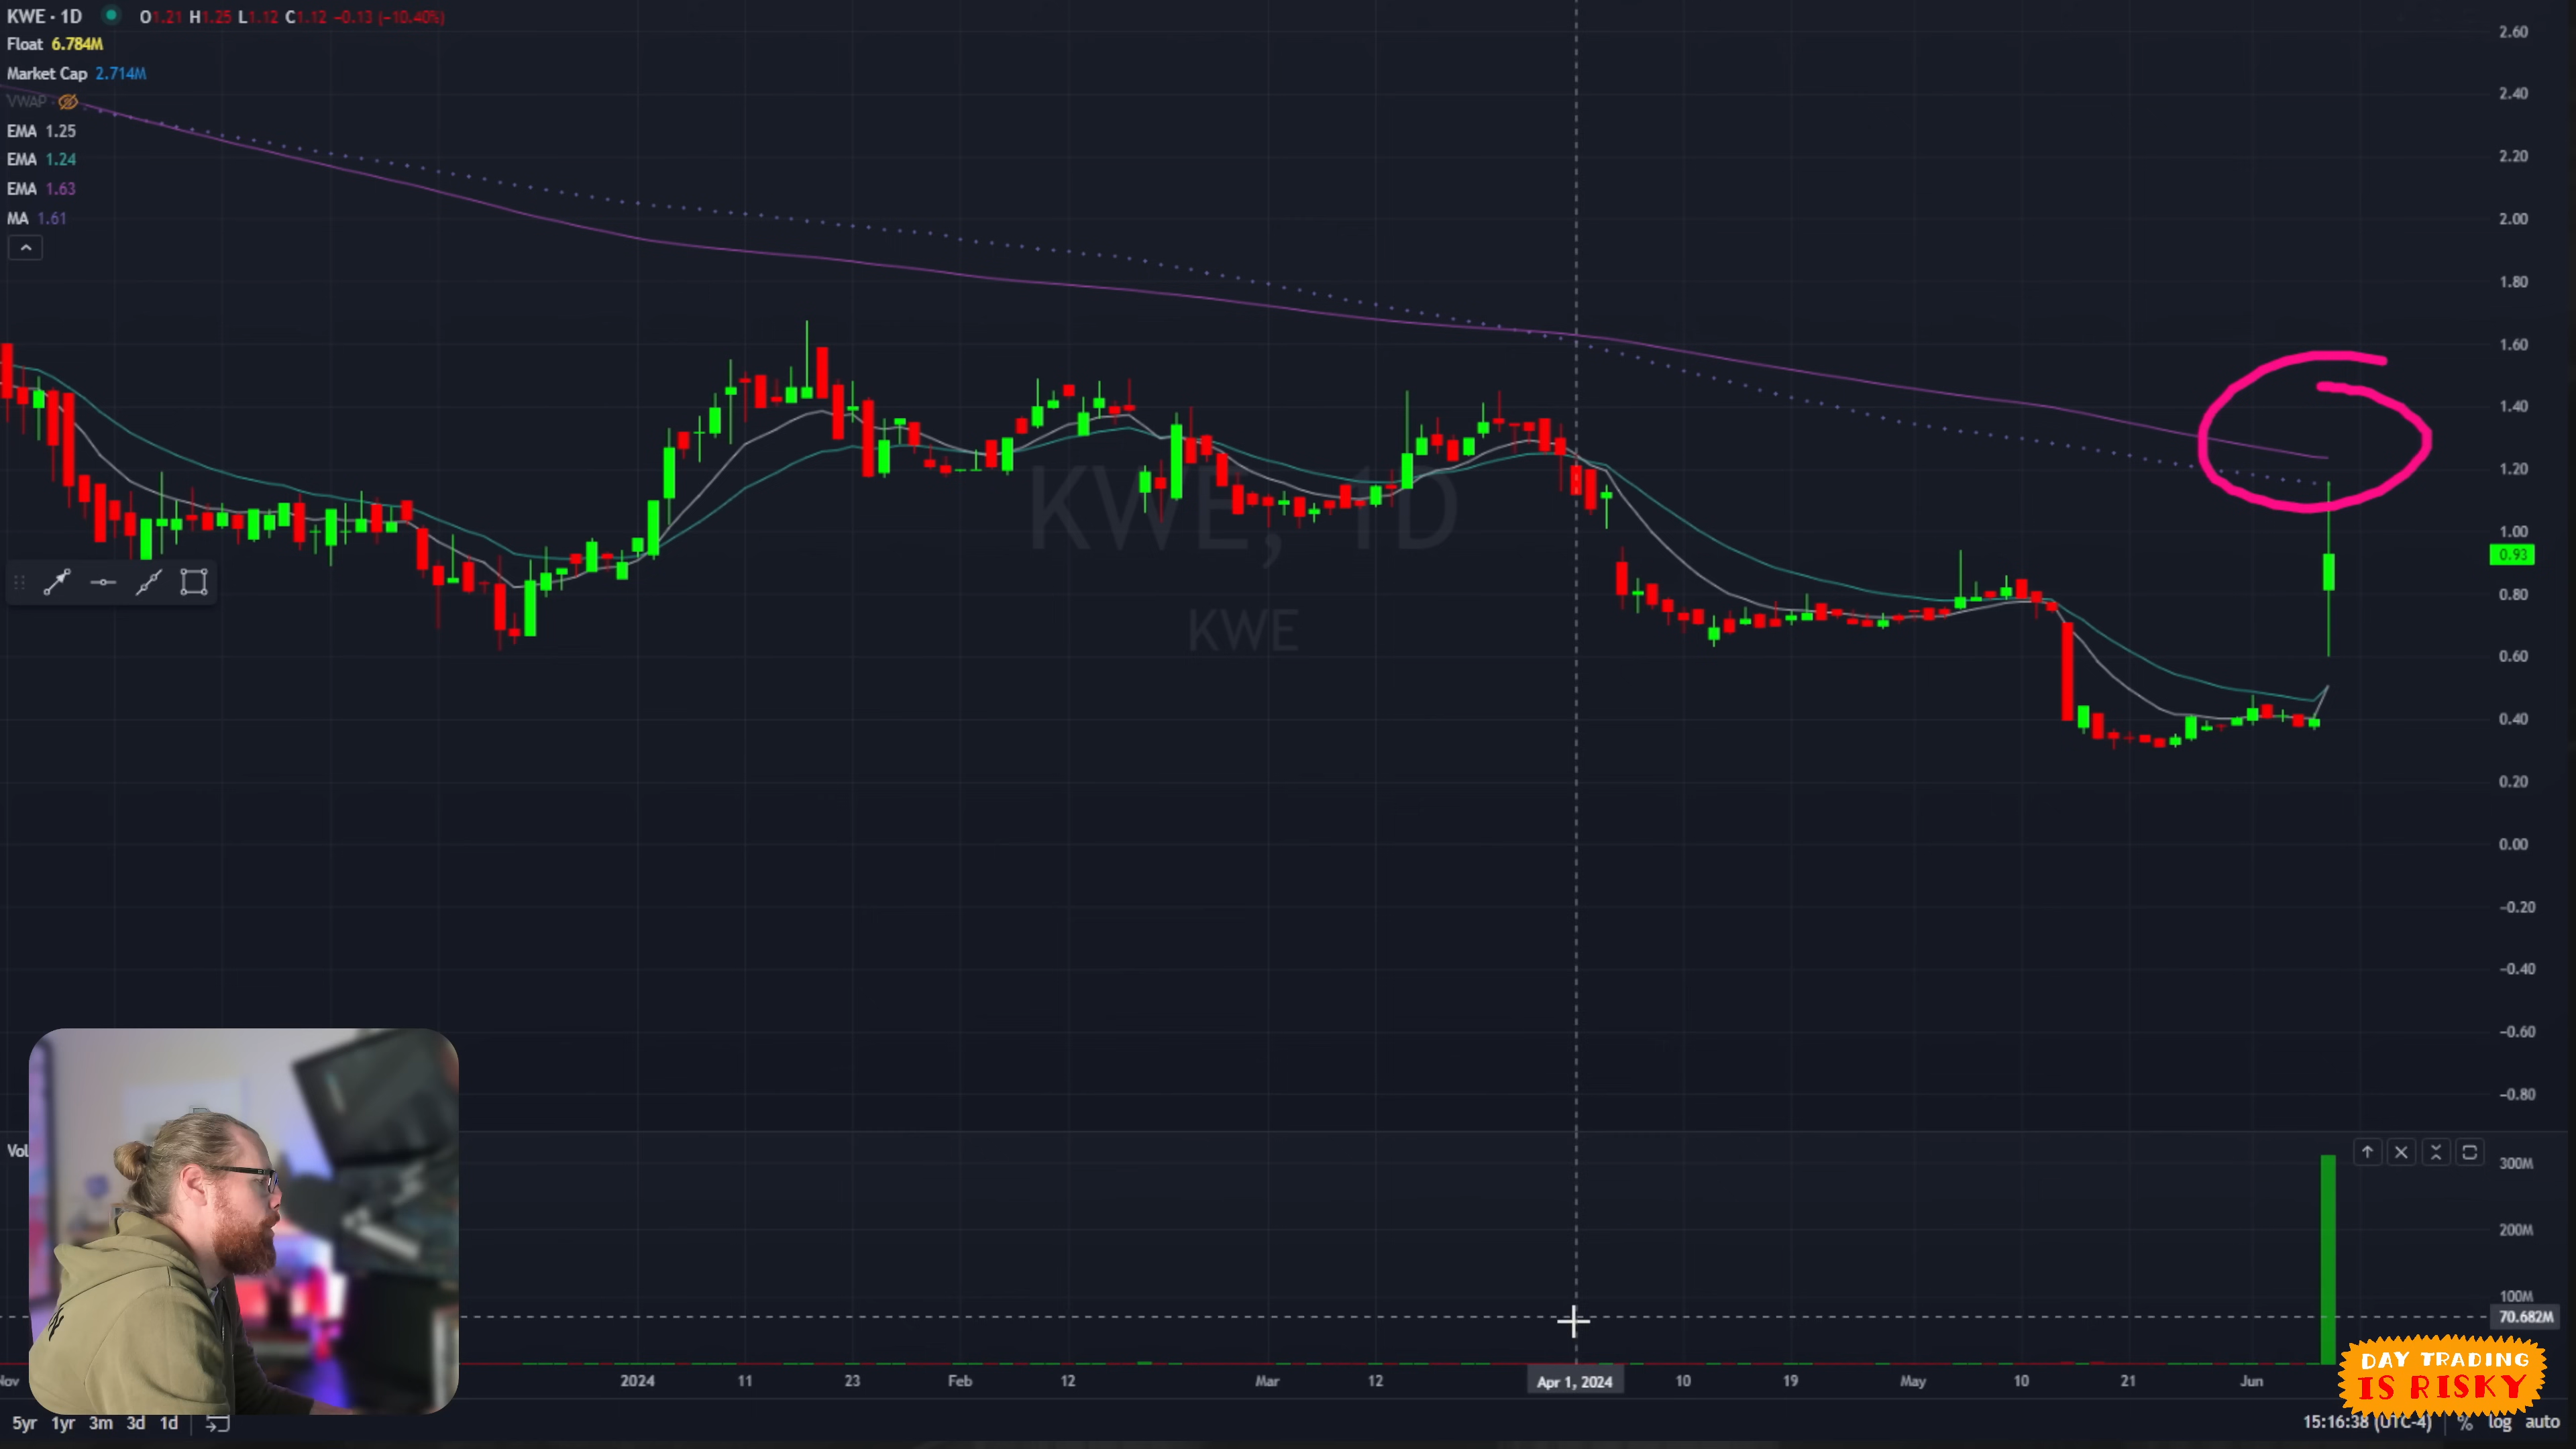 KWE · 1D O1.21 H1.25 L1.12 C1.12 −0.13 (−10.40%)
Float 6.784M
Market Cap 2.714M
VWAP
EMA 1.25
EMA 1.24
EMA 1.63
MA 1.61
2.60
2.40
2.20
2.00
1.80
1.60
1.40
1.20
1.00
0.93
0.80
0.60
0.40
0.20
0.00
−0.20
−0.40
−0.60
−0.80
KWE, 1D
KWE
Vol
300M
200M
100M
70.682M
Nov 2024 11 23 Feb 12 Mar 12 Apr 1, 2024 10 19 May 10 21 Jun
DAY TRADING
IS RISKY
5yr 1yr 3m 3d 1d 15:16:38 (UTC-4) % log auto